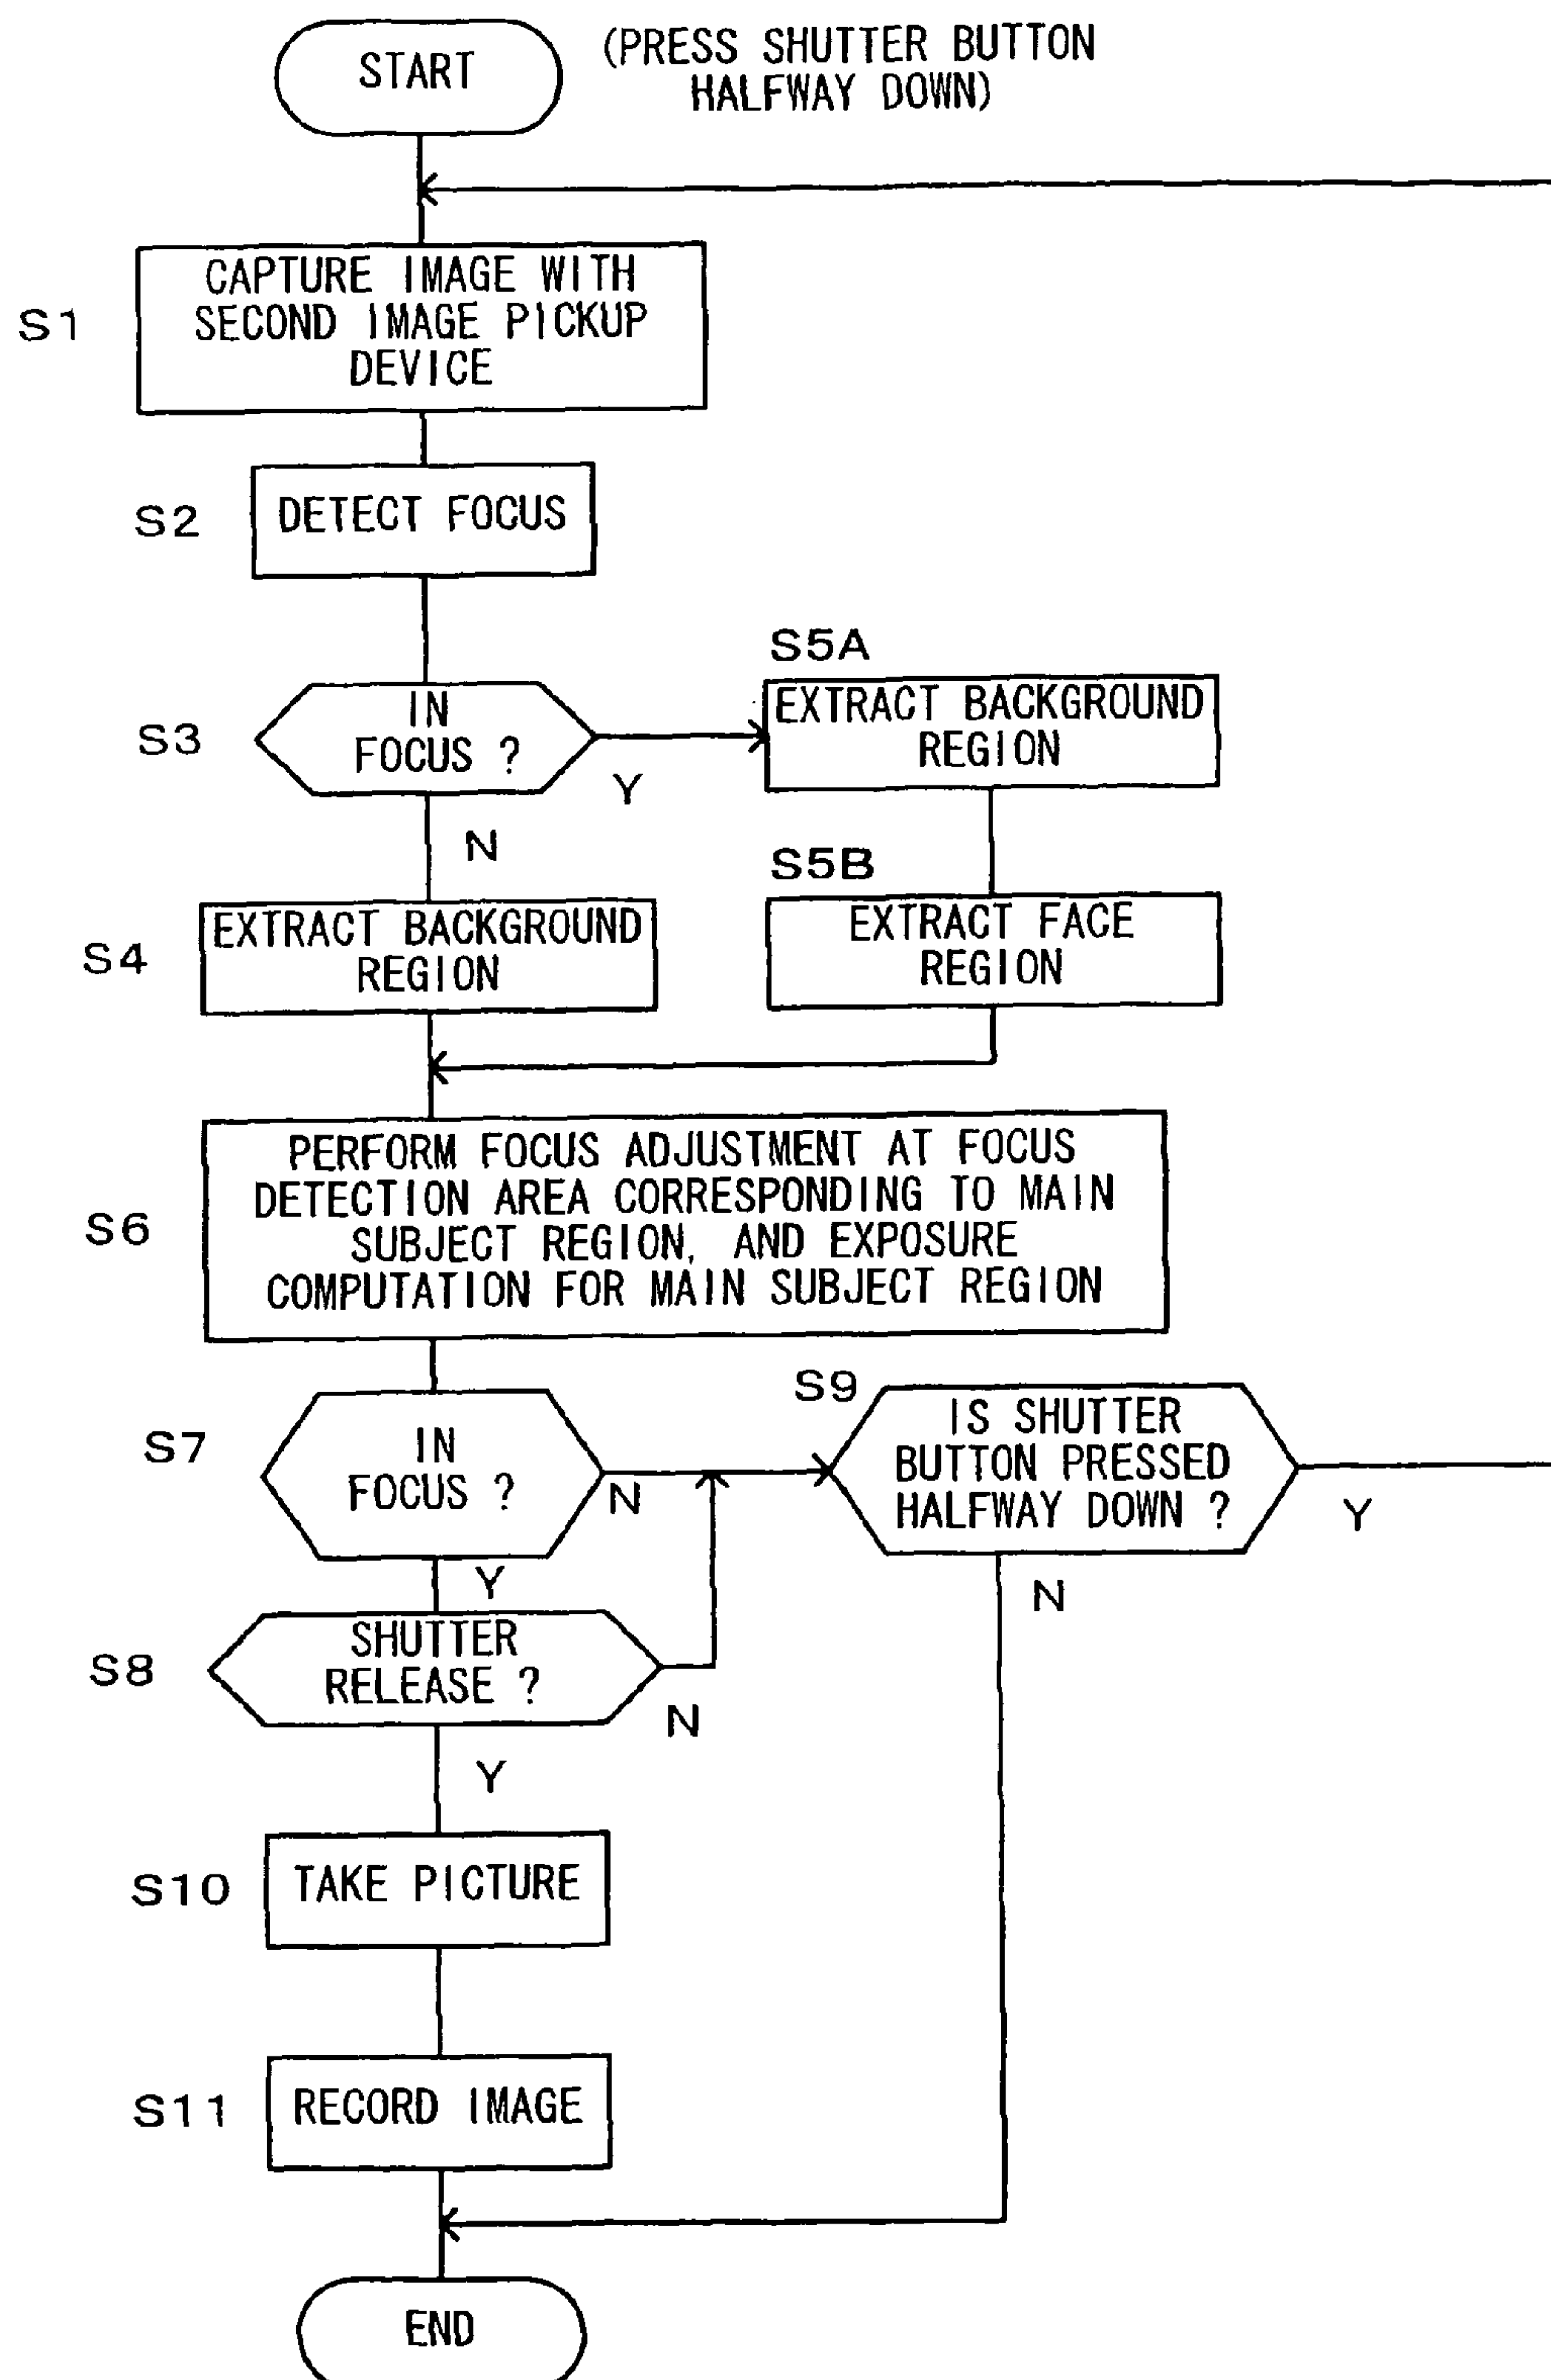 START
(PRESS SHUTTER BUTTON
HALFWAY DOWN)
S1
CAPTURE IMAGE WITH
SECOND IMAGE PICKUP
DEVICE
S2
DETECT FOCUS
S3
IN
FOCUS ?
Y
N
S5A
EXTRACT BACKGROUND
REGION
S4
EXTRACT BACKGROUND
REGION
S5B
EXTRACT FACE
REGION
S6
PERFORM FOCUS ADJUSTMENT AT FOCUS
DETECTION AREA CORRESPONDING TO MAIN
SUBJECT REGION, AND EXPOSURE
COMPUTATION FOR MAIN SUBJECT REGION
S7
IN
FOCUS ?
N
Y
S9
IS SHUTTER
BUTTON PRESSED
HALFWAY DOWN ?
Y
N
S8
SHUTTER
RELEASE ?
N
Y
S10
TAKE PICTURE
S11
RECORD IMAGE
END